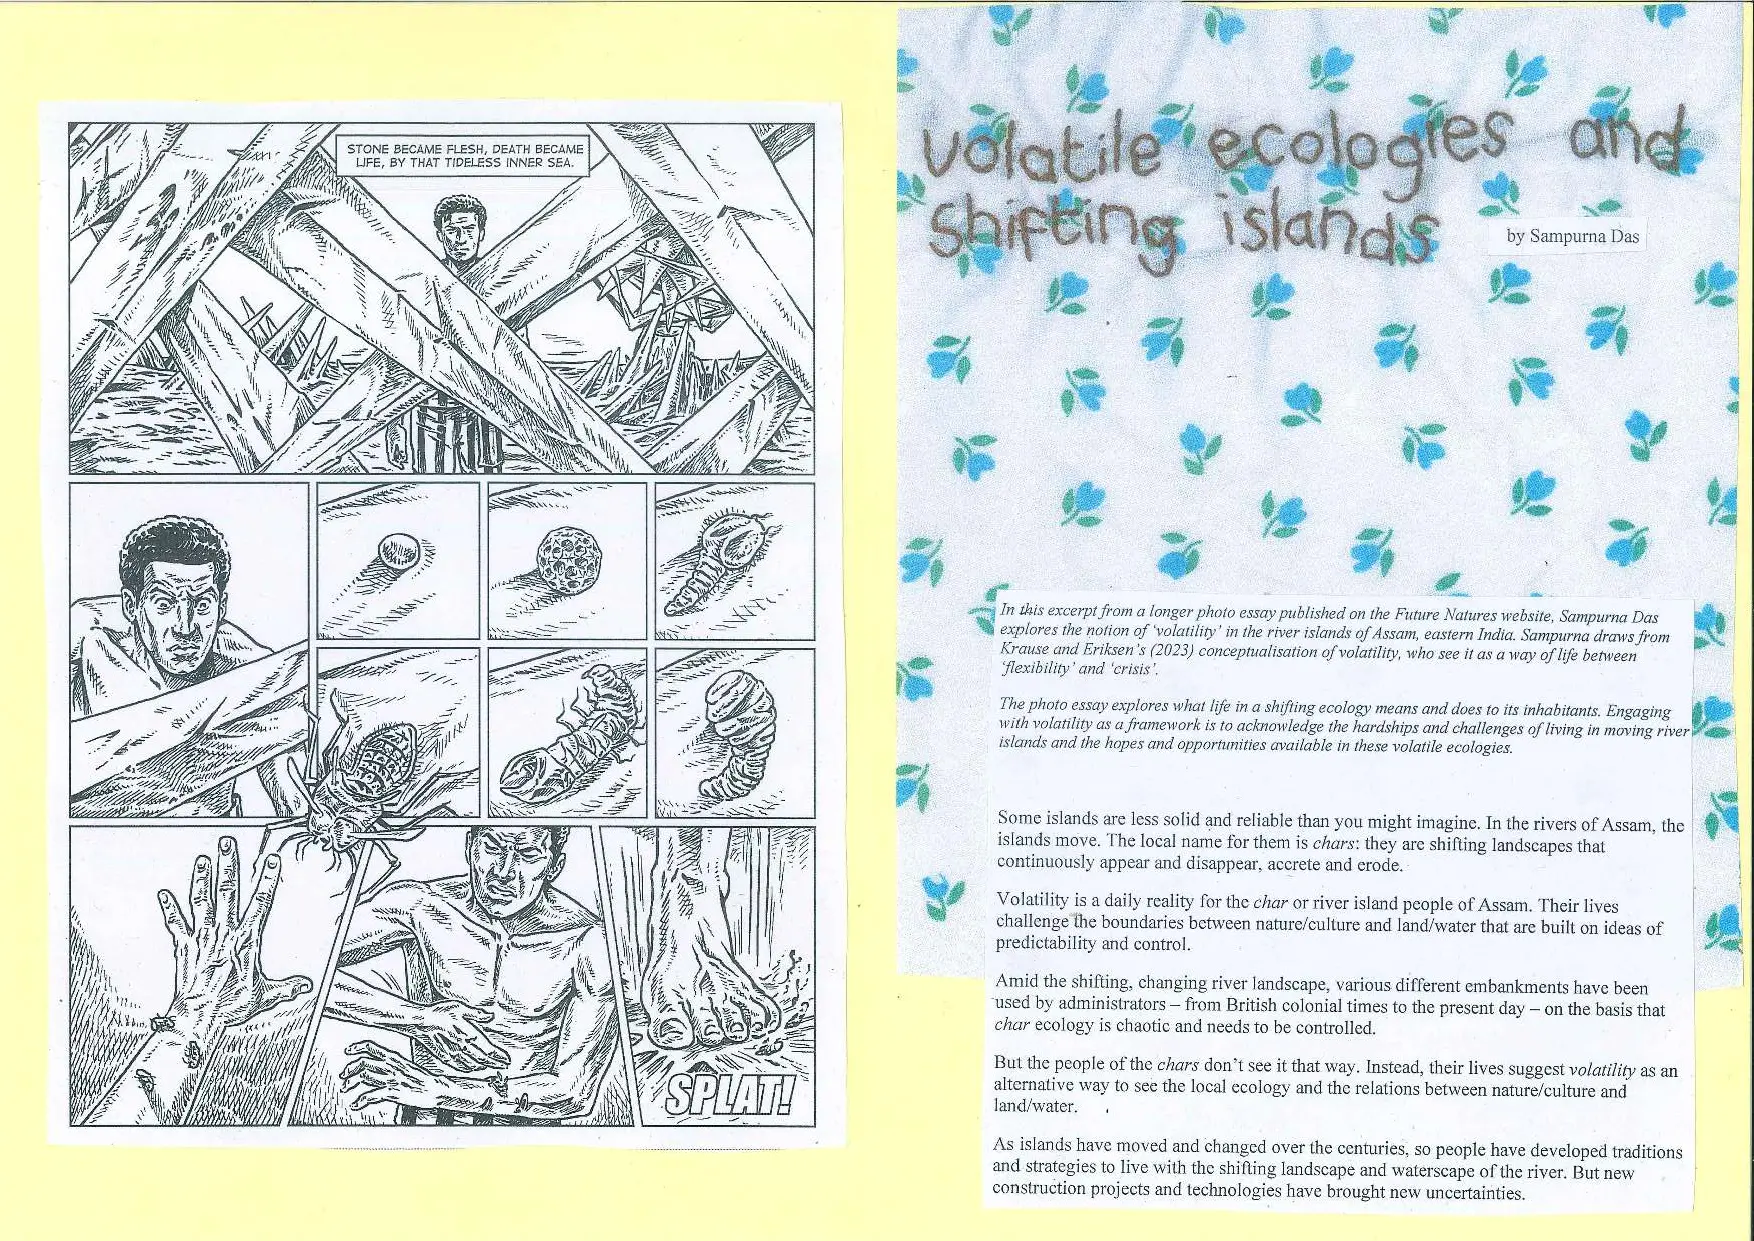 STONE BECAME FLESH, DEATH BECAME
LIFE, BY THAT TIDELESS INNER SEA.
SPLAT!
volatile ecologies and
shifting islands
by Sampurna Das
In this excerpt from a longer photo essay published on the Future Natures website, Sampurna Das
explores the notion of ‘volatility’ in the river islands of Assam, eastern India. Sampurna draws from
Krause and Eriksen’s (2023) conceptualisation of volatility, who see it as a way of life between
‘flexibility’ and ‘crisis’.
The photo essay explores what life in a shifting ecology means and does to its inhabitants. Engaging
with volatility as a framework is to acknowledge the hardships and challenges of living in moving river
islands and the hopes and opportunities available in these volatile ecologies.
Some islands are less solid and reliable than you might imagine. In the rivers of Assam, the
islands move. The local name for them is chars: they are shifting landscapes that
continuously appear and disappear, accrete and erode.
Volatility is a daily reality for the char or river island people of Assam. Their lives
challenge the boundaries between nature/culture and land/water that are built on ideas of
predictability and control.
Amid the shifting, changing river landscape, various different embankments have been
used by administrators – from British colonial times to the present day – on the basis that
char ecology is chaotic and needs to be controlled.
But the people of the chars don’t see it that way. Instead, their lives suggest volatility as an
alternative way to see the local ecology and the relations between nature/culture and
land/water.
As islands have moved and changed over the centuries, so people have developed traditions
and strategies to live with the shifting landscape and waterscape of the river. But new
construction projects and technologies have brought new uncertainties.